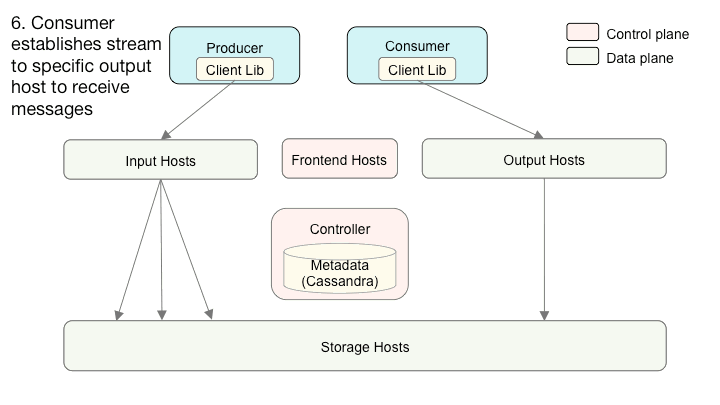 6. Consumer
establishes stream
to specific output
host to receive
messages
Producer
Client Lib
Consumer
Client Lib
Control plane
Data plane
Input Hosts
Frontend Hosts
Output Hosts
Controller
Metadata
(Cassandra)
Storage Hosts